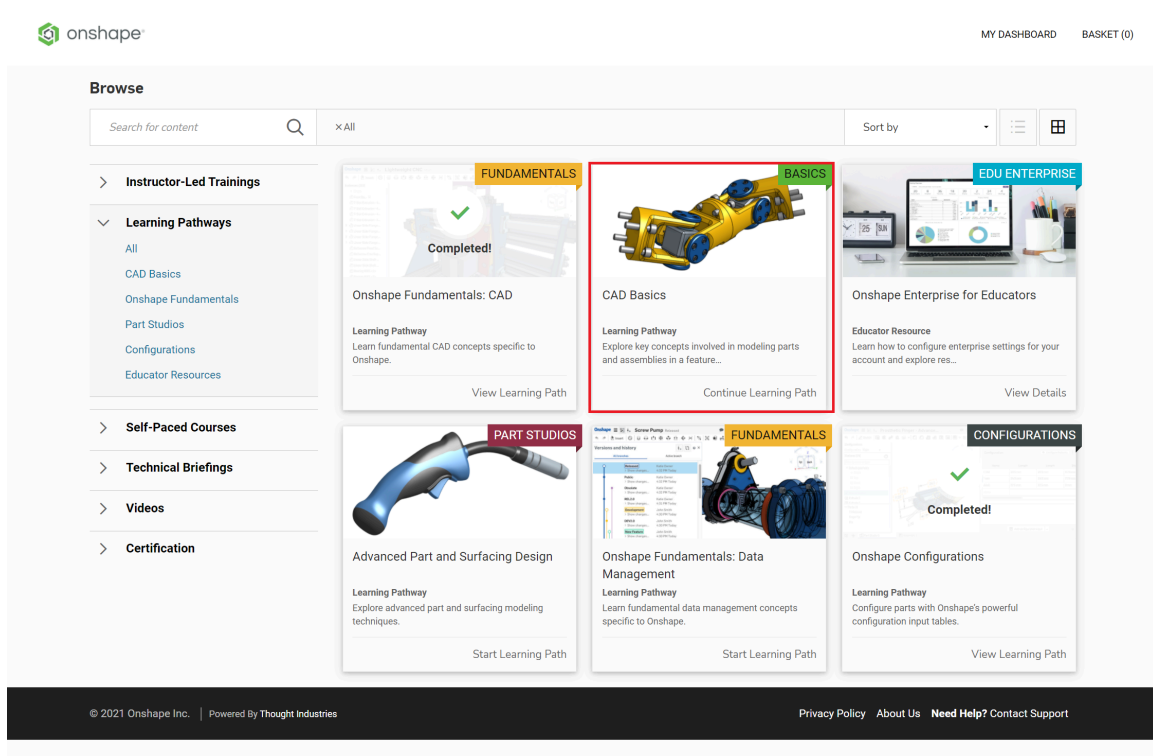 onshape
MY DASHBOARD
BASKET (0)
Browse
Search for content
×All
Sort by
Instructor-Led Trainings
Learning Pathways
All
CAD Basics
Onshape Fundamentals
Part Studios
Configurations
Educator Resources
Self-Paced Courses
Technical Briefings
Videos
Certification
FUNDAMENTALS
Completed!
Onshape Fundamentals: CAD
Learning Pathway
Learn fundamental CAD concepts specific to
Onshape.
View Learning Path
BASICS
CAD Basics
Learning Pathway
Explore key concepts involved in modeling parts
and assemblies in a feature...
Continue Learning Path
EDU ENTERPRISE
25 SUN
Onshape Enterprise for Educators
Educator Resource
Learn how to configure enterprise settings for your
account and explore res...
View Details
PART STUDIOS
Advanced Part and Surfacing Design
Learning Pathway
Explore advanced part and surfacing modeling
techniques.
Start Learning Path
FUNDAMENTALS
Onshape
Screw Pump
Versions and history
Onshape Fundamentals: Data
Management
Learning Pathway
Learn fundamental data management concepts
specific to Onshape.
Start Learning Path
CONFIGURATIONS
Completed!
Onshape Configurations
Learning Pathway
Configure parts with Onshape's powerful
configuration input tables.
View Learning Path
© 2021 Onshape Inc. | Powered By Thought Industries
Privacy Policy About Us Need Help? Contact Support